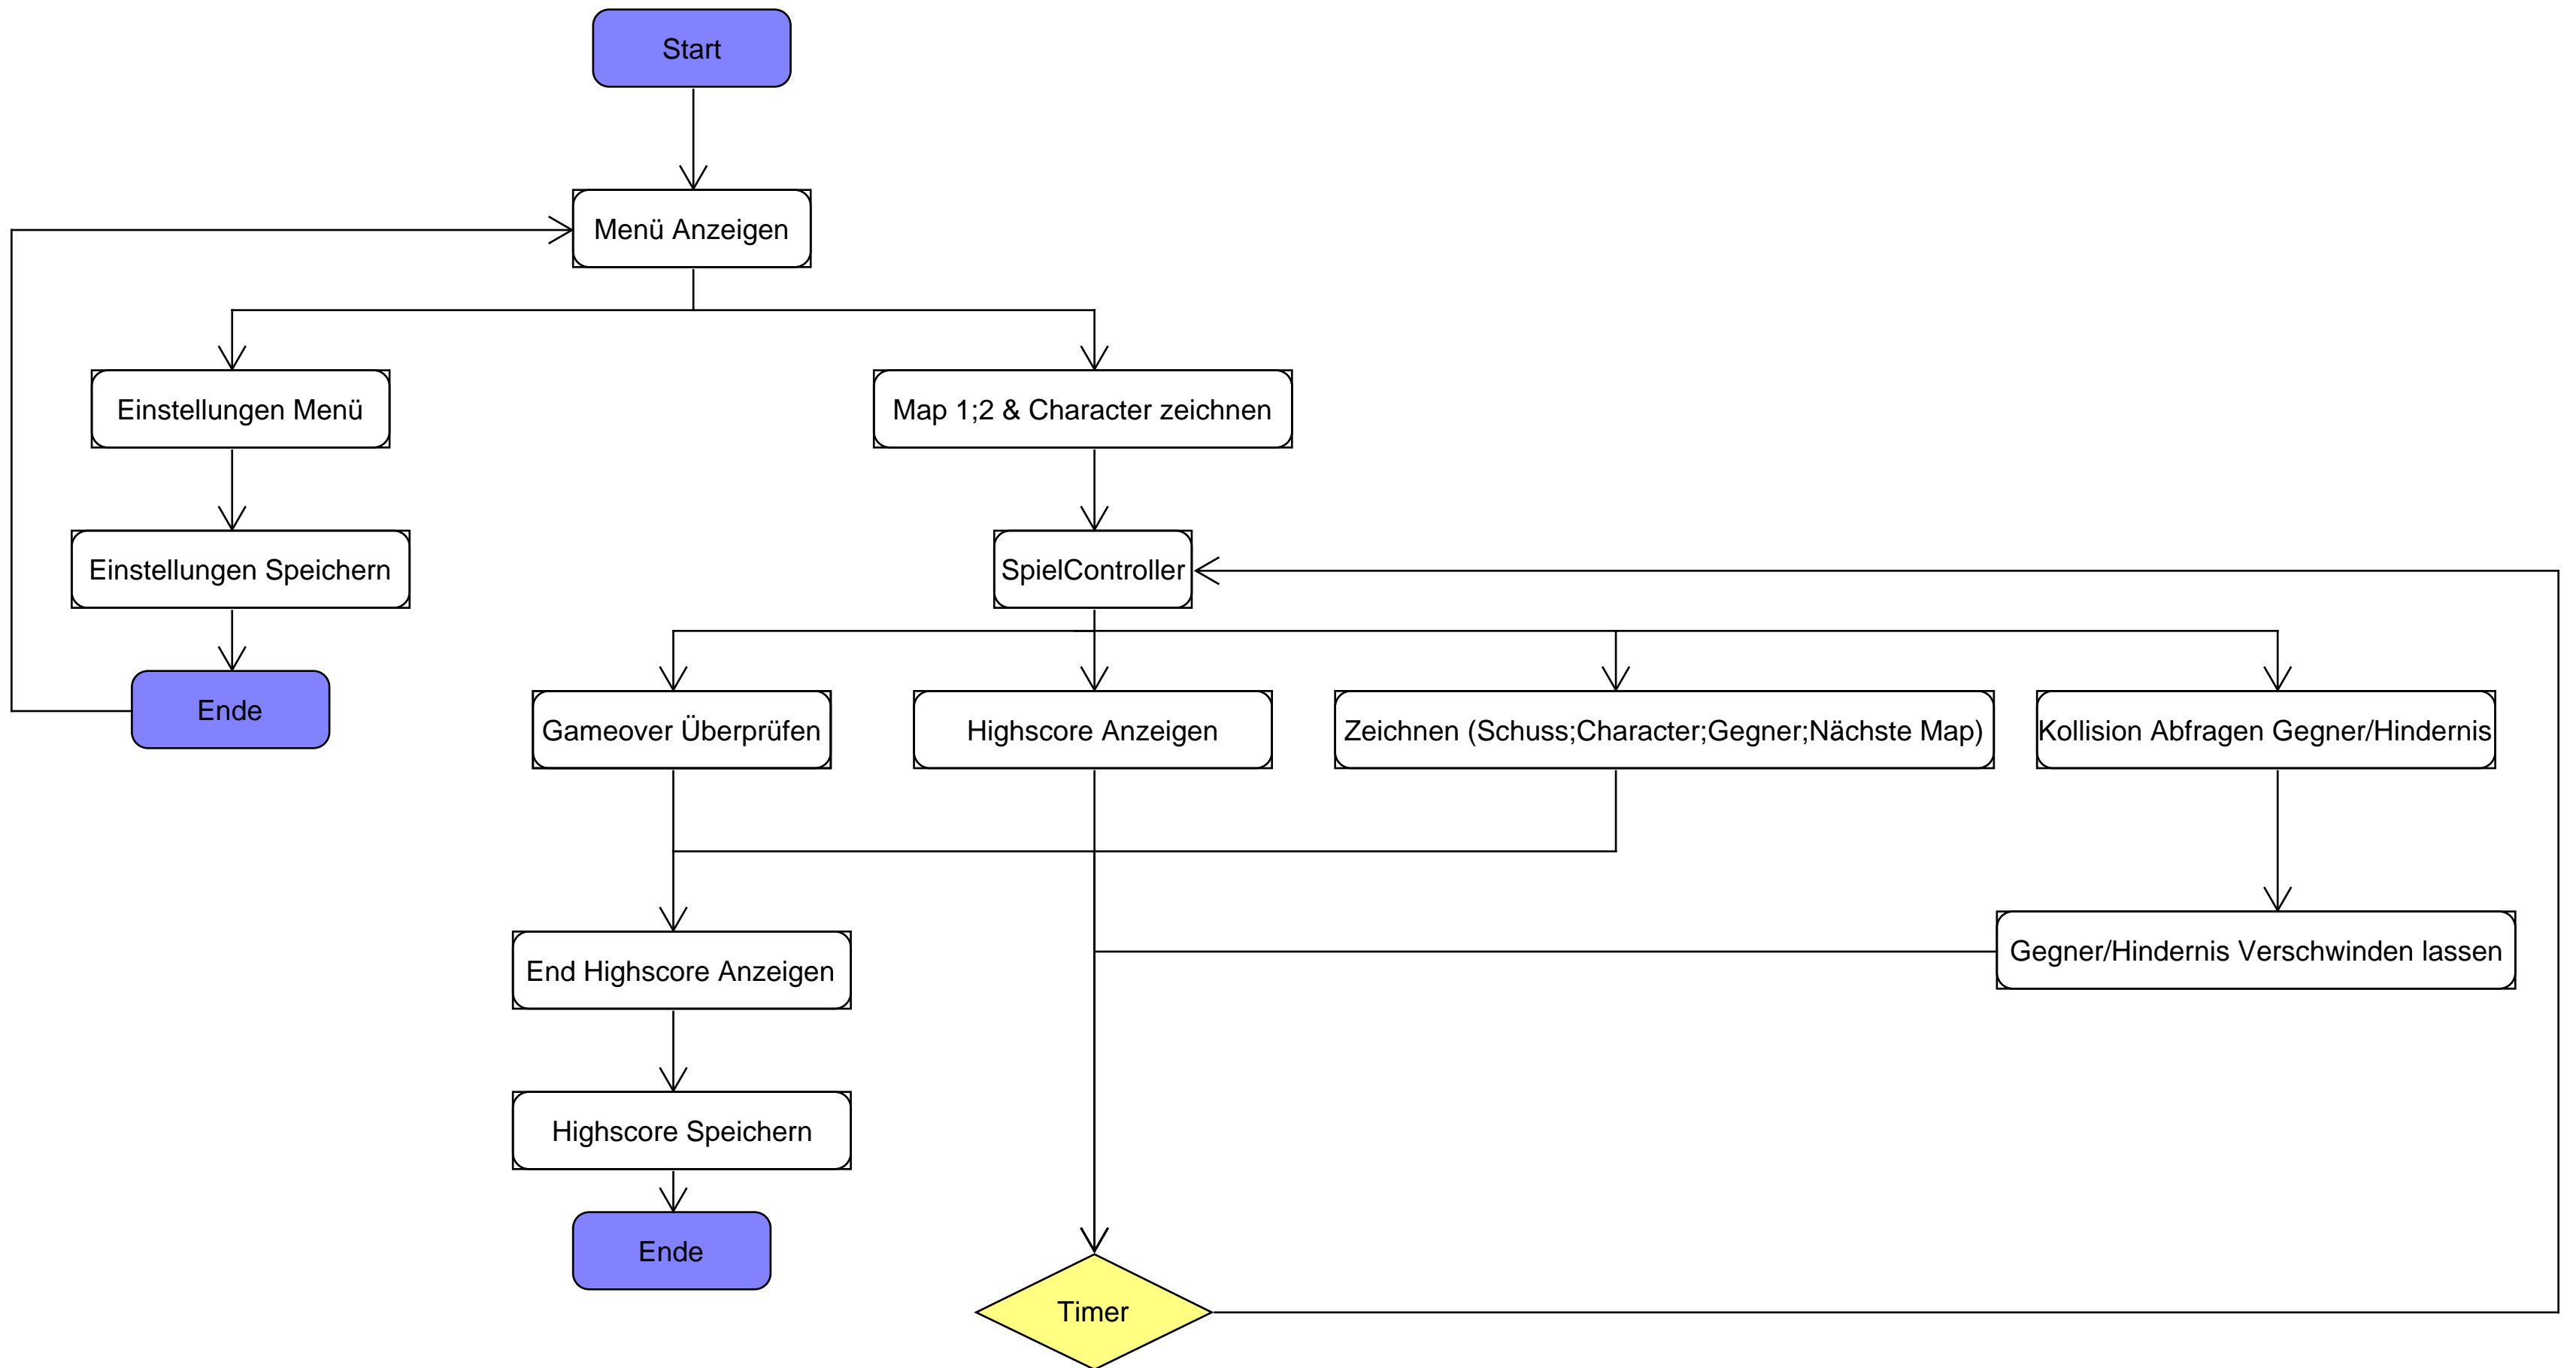 Start
Menü Anzeigen
Einstellungen Menü
Map 1;2 & Character zeichnen
Einstellungen Speichern
SpielController
Ende
Gameover Überprüfen
Highscore Anzeigen
Zeichnen (Schuss;Character;Gegner;Nächste Map)
Kollision Abfragen Gegner/Hindernis
End Highscore Anzeigen
Gegner/Hindernis Verschwinden lassen
Highscore Speichern
Ende
Timer